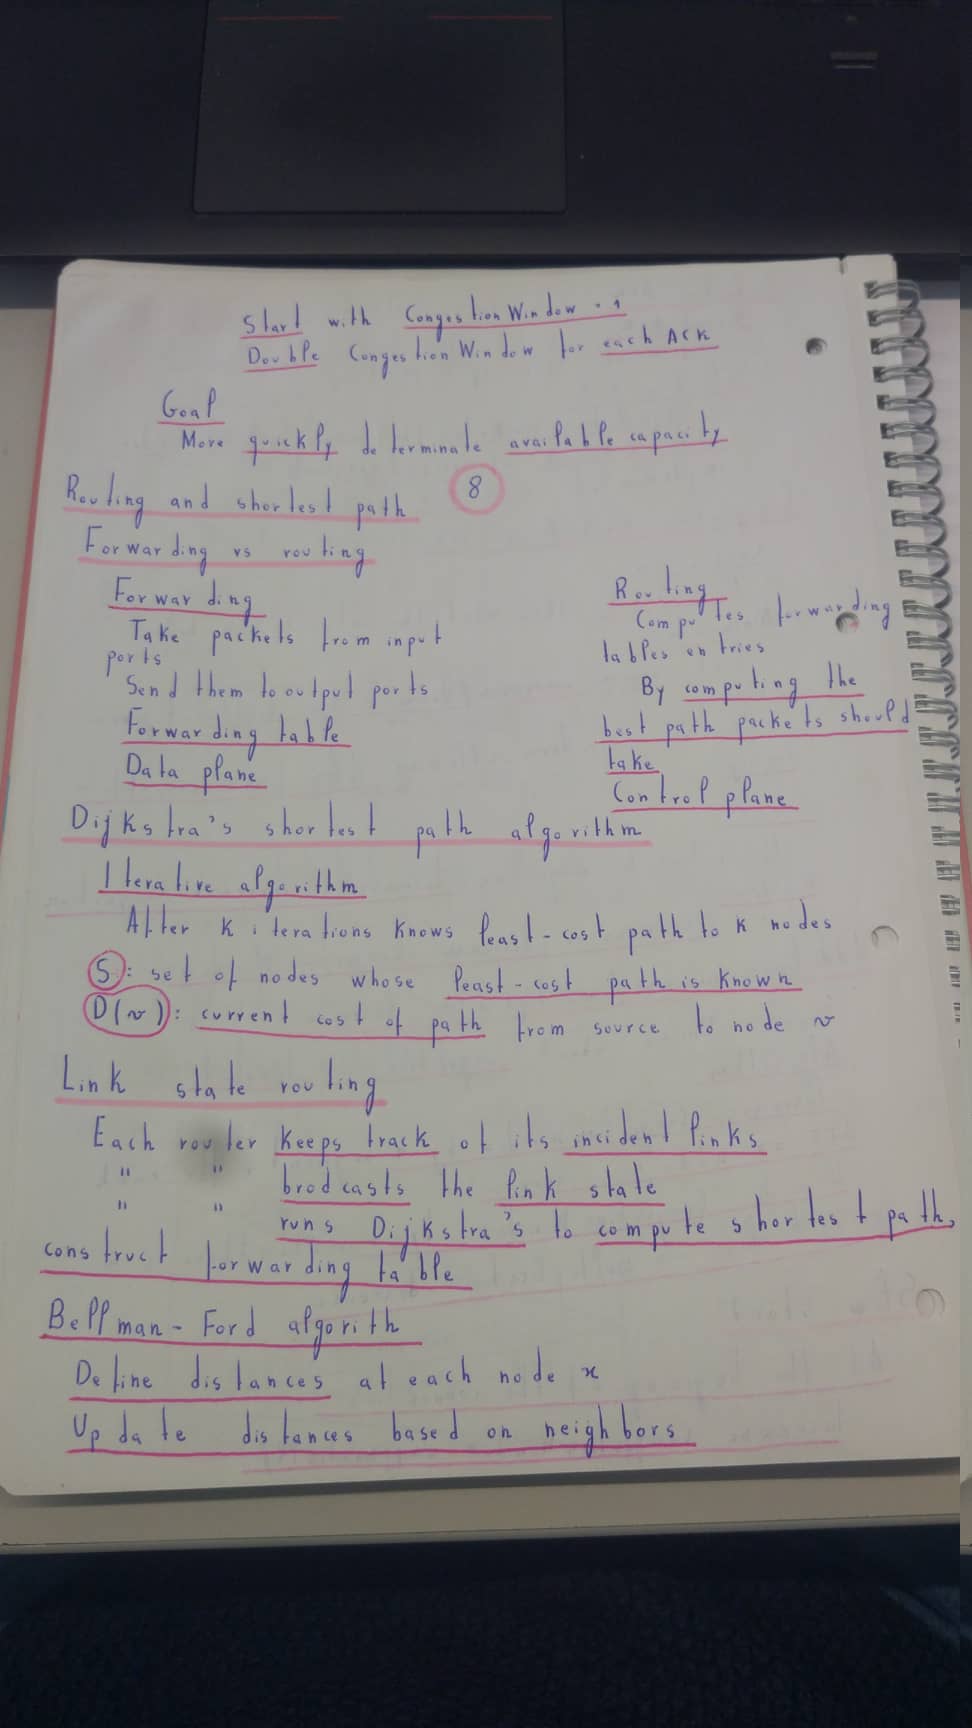 Start with Congestion Window = 1
Double Congestion Window for each ACK
Goal
More quickly determinate available capacity
8
Routing and shortest path
Forwarding vs routing
Forwarding
Take packets from input
ports
Send them to output ports
Forwarding table
Data plane
Routing
Computes forwarding
tables entries
By computing the
best path packets should
take
Control plane
Dijkstra's shortest path algorithm
Iterative algorithm
After k iterations knows least-cost path to k nodes
S: set of nodes whose least-cost path is known
D(v): current cost of path from source to node v
Link state routing
Each router keeps track of its incident links
" " brodcasts the link state
" " runs Dijkstra's to compute shortest path,
construct forwarding table
Bellman-Ford algorith
Define distances at each node x
Update distances based on neighbors